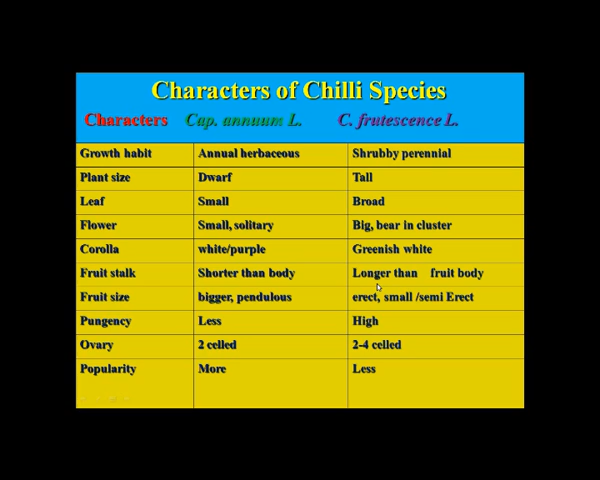 Characters of Chilli Species
Characters Cap. annuum L. C. frutescence L.
Growth habit Annual herbaceous Shrubby perennial
Plant size Dwarf Tall
Leaf Small Broad
Flower Small, solitary Big, bear in cluster
Corolla white/purple Greenish white
Fruit stalk Shorter than body Longer than fruit body
Fruit size bigger, pendulous erect, small /semi Erect
Pungency Less High
Ovary 2 celled 2-4 celled
Popularity More Less